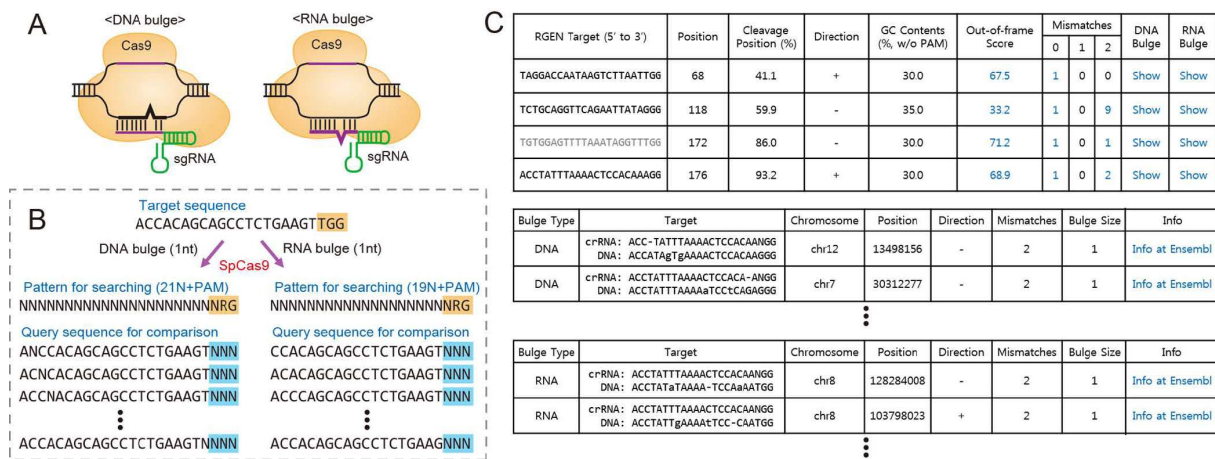 A
<DNA bulge>
<RNA bulge>
Cas9
Cas9
sgRNA
sgRNA
B
Target sequence
ACCACAGCAGCCTCTGAAGTTGG
DNA bulge (1nt)
RNA bulge (1nt)
SpCas9
Pattern for searching (21N+PAM)
NNNNNNNNNNNNNNNNNNNNNNRG
Query sequence for comparison
ANCCACAGCAGCCTCTGAAGTNNN
ACNCACAGCAGCCTCTGAAGTNNN
ACCNACAGCAGCCTCTGAAGTNNN
ACCACAGCAGCCTCTGAAGTNNNN
Pattern for searching (19N+PAM)
NNNNNNNNNNNNNNNNNNNNRG
Query sequence for comparison
CCACAGCAGCCTCTGAAGTNNN
ACACAGCAGCCTCTGAAGTNNN
ACCCAGCAGCCTCTGAAGTNNN
ACCACAGCAGCCTCTGAAGNNN
C
RGEN Target (5' to 3') Position Cleavage Position (%) Direction GC Contents (%, w/o PAM) Out-of-frame Score Mismatches 0 1 2 DNA Bulge RNA Bulge
TAGGACCAATAAGTCTTAATTGG 68 41.1 + 30.0 67.5 1 0 0 Show Show
TCTGCAGGTTCAGAATTATAGGG 118 59.9 - 35.0 33.2 1 0 9 Show Show
TGTGGAGTTTTAAATAGGTTTGG 172 86.0 - 30.0 71.2 1 0 1 Show Show
ACCTATTTAAAACTCCACAAAGG 176 93.2 + 30.0 68.9 1 0 2 Show Show
Bulge Type Target Chromosome Position Direction Mismatches Bulge Size Info
DNA crRNA: ACC-TATTTAAAACTCCACAANGG chr12 13498156 - 2 1 Info at Ensembl
DNA: ACCATAgTgAAAACTCCACAAGGG
DNA crRNA: ACCTATTTAAAACTCCACA-ANGG chr7 30312277 - 2 1 Info at Ensembl
DNA: ACCTATTTAAAAaTCCtCAGAGGG
Bulge Type Target Chromosome Position Direction Mismatches Bulge Size Info
RNA crRNA: ACCTATTTAAAACTCCACAANGG chr8 128284008 - 2 1 Info at Ensembl
DNA: ACCTATaTAAAA-TCCAaAATGG
RNA crRNA: ACCTATTTAAAACTCCACAANGG chr8 103798023 + 2 1 Info at Ensembl
DNA: ACCTATTgAAAAtTCC-CAATGG